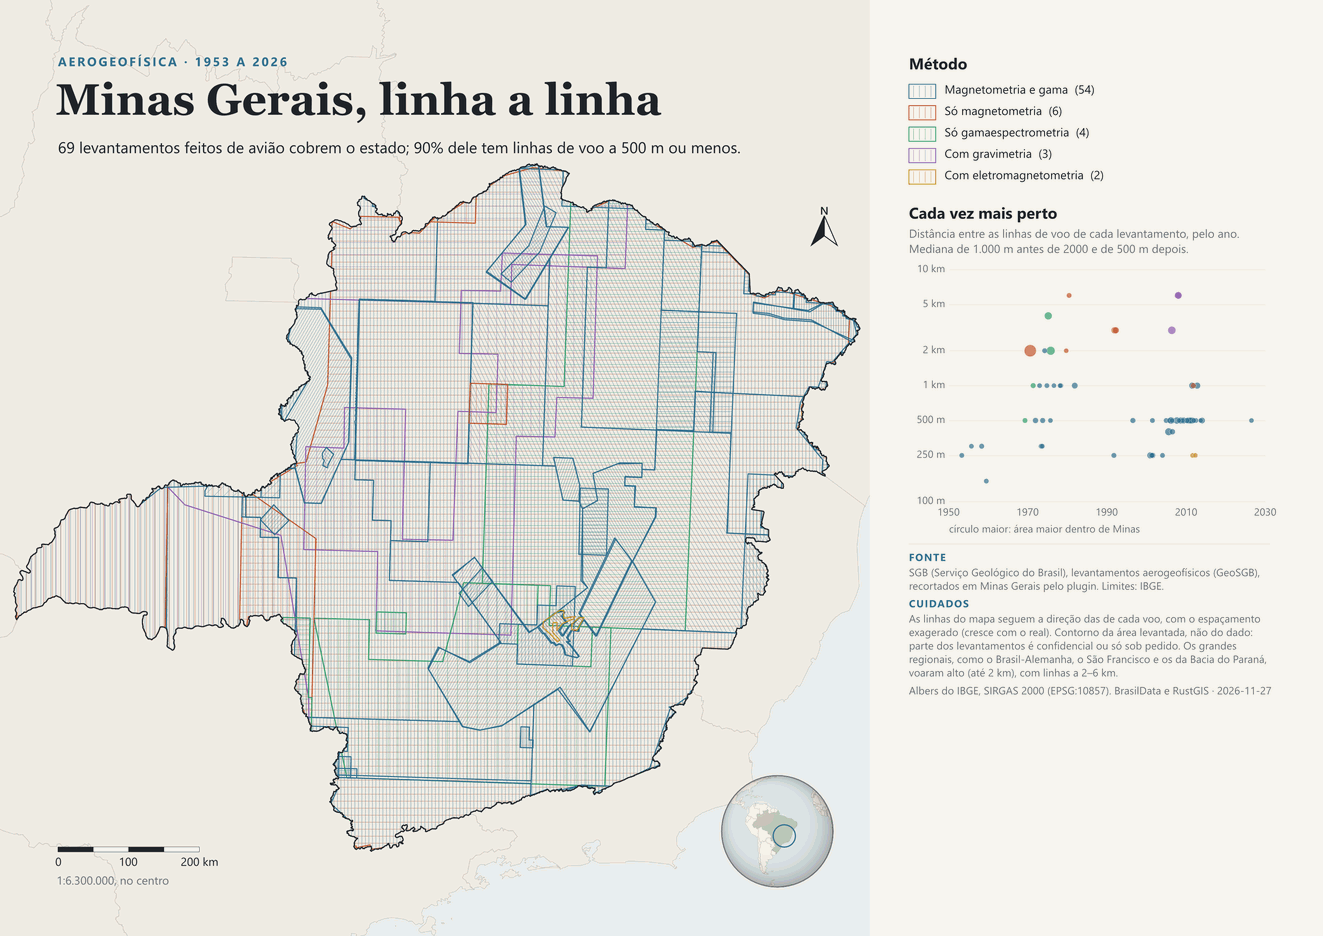 AEROGEOFÍSICA · 1953 A 2026
Minas Gerais, linha a linha
69 levantamentos feitos de avião cobrem o estado; 90% dele tem linhas de voo a 500 m ou menos.
N
0 100 200 km
1:6.300.000, no centro
Método
Magnetometria e gama (54)
Só magnetometria (6)
Só gamaespectrometria (4)
Com gravimetria (3)
Com eletromagnetometria (2)
Cada vez mais perto
Distância entre as linhas de voo de cada levantamento, pelo ano.
Mediana de 1.000 m antes de 2000 e de 500 m depois.
10 km
5 km
2 km
1 km
500 m
250 m
100 m
1950 1970 1990 2010 2030
círculo maior: área maior dentro de Minas
FONTE
SGB (Serviço Geológico do Brasil), levantamentos aerogeofísicos (GeoSGB),
recortados em Minas Gerais pelo plugin. Limites: IBGE.
CUIDADOS
As linhas do mapa seguem a direção das de cada voo, com o espaçamento
exagerado (cresce com o real). Contorno da área levantada, não do dado:
parte dos levantamentos é confidencial ou só sob pedido. Os grandes
regionais, como o Brasil-Alemanha, o São Francisco e os da Bacia do Paraná,
voaram alto (até 2 km), com linhas a 2–6 km.
Albers do IBGE, SIRGAS 2000 (EPSG:10857). BrasilData e RustGIS · 2026-11-27